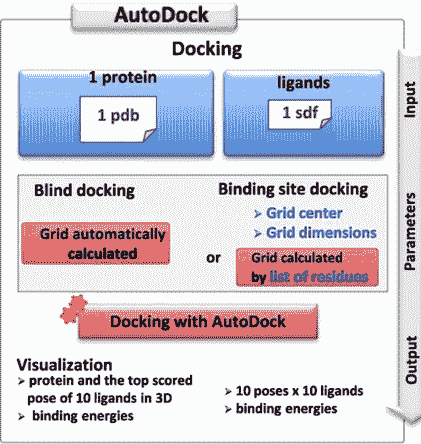 AutoDock
Docking
1 protein
1 pdb
ligands
1 sdf
Input
Blind docking
Grid automatically
calculated
or
Binding site docking
➢ Grid center
➢ Grid dimensions
Grid calculated
by list of residues
Parameters
Docking with AutoDock
Output
Visualization
➢ protein and the top scored
pose of 10 ligands in 3D
➢ binding energies
➢ 10 poses x 10 ligands
➢ binding energies